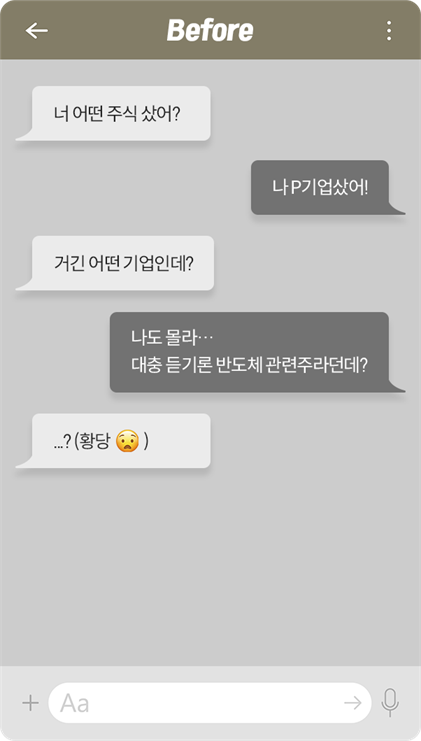 Before
너 어떤 주식 샀어?
나 P기업샀어!
거긴 어떤 기업인데?
나도 몰라…
대충 듣기론 반도체 관련주라던데?
...? (황당 😧 )
Aa